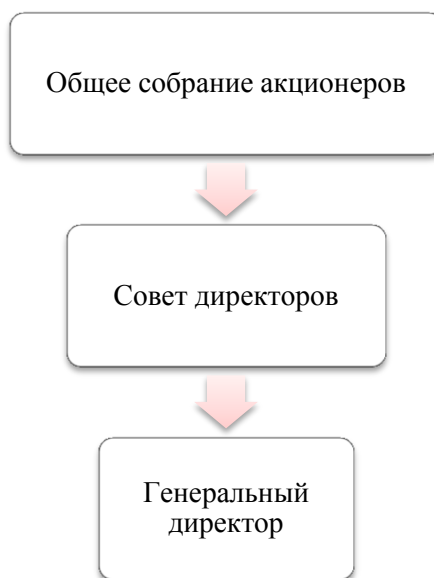 Общее собрание акционеров
Совет директоров
Генеральный
директор